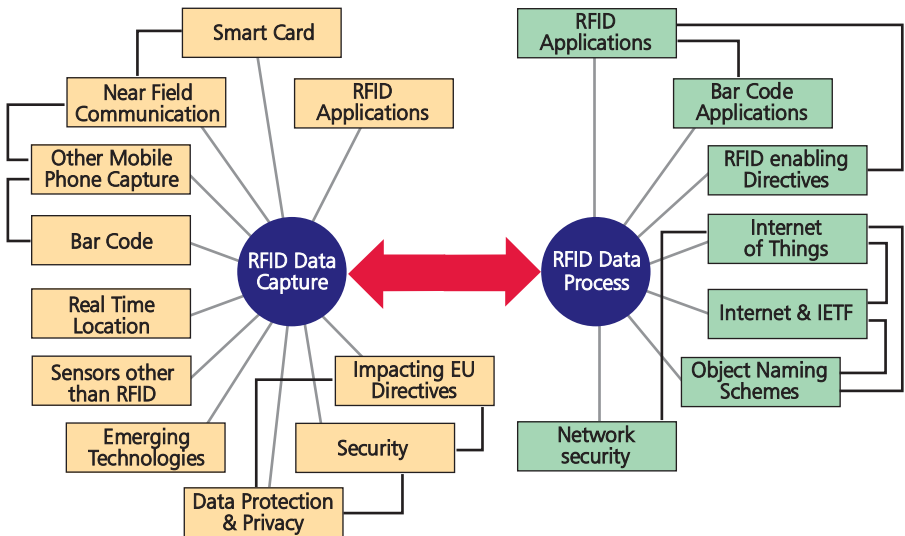 Smart Card
Near Field
Communication
RFID
Applications
Other Mobile
Phone Capture
Bar Code
RFID Data
Capture
Real Time
Location
Sensors other
than RFID
Impacting EU
Directives
Emerging
Technologies
Security
Data Protection
& Privacy
RFID
Applications
Bar Code
Applications
RFID enabling
Directives
Internet
of Things
RFID Data
Process
Internet & IETF
Object Naming
Schemes
Network
security